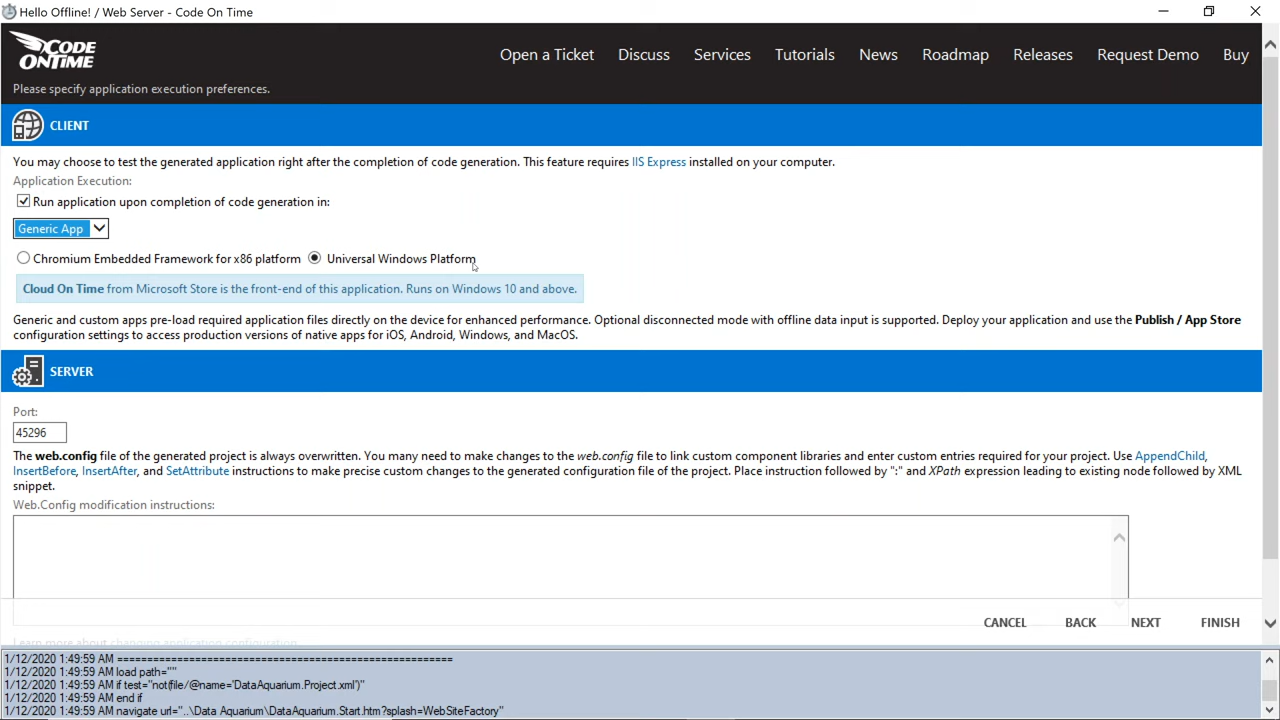 Hello Offline! / Web Server - Code On Time
CODE
ONTIME
Open a Ticket Discuss Services Tutorials News Roadmap Releases Request Demo Buy
Please specify application execution preferences.
CLIENT
You may choose to test the generated application right after the completion of code generation. This feature requires IIS Express installed on your computer.
Application Execution:
Run application upon completion of code generation in:
Generic App
Chromium Embedded Framework for x86 platform Universal Windows Platform
Cloud On Time from Microsoft Store is the front-end of this application. Runs on Windows 10 and above.
Generic and custom apps pre-load required application files directly on the device for enhanced performance. Optional disconnected mode with offline data input is supported. Deploy your application and use the Publish / App Store
configuration settings to access production versions of native apps for iOS, Android, Windows, and MacOS.
SERVER
Port:
45296
The web.config file of the generated project is always overwritten. You many need to make changes to the web.config file to link custom component libraries and enter custom entries required for your project. Use AppendChild,
InsertBefore, InsertAfter, and SetAttribute instructions to make precise custom changes to the generated configuration file of the project. Place instruction followed by ":" and XPath expression leading to existing node followed by XML
snippet.
Web.Config modification instructions:
CANCEL BACK NEXT FINISH
Learn more about changing application configuration.
1/12/2020 1:49:59 AM ========================================================
1/12/2020 1:49:59 AM load path=""
1/12/2020 1:49:59 AM if test="not(file/@name='DataAquarium.Project.xml')"
1/12/2020 1:49:59 AM end if
1/12/2020 1:49:59 AM navigate url="..\Data Aquarium\DataAquarium.Start.htm?splash=WebSiteFactory"